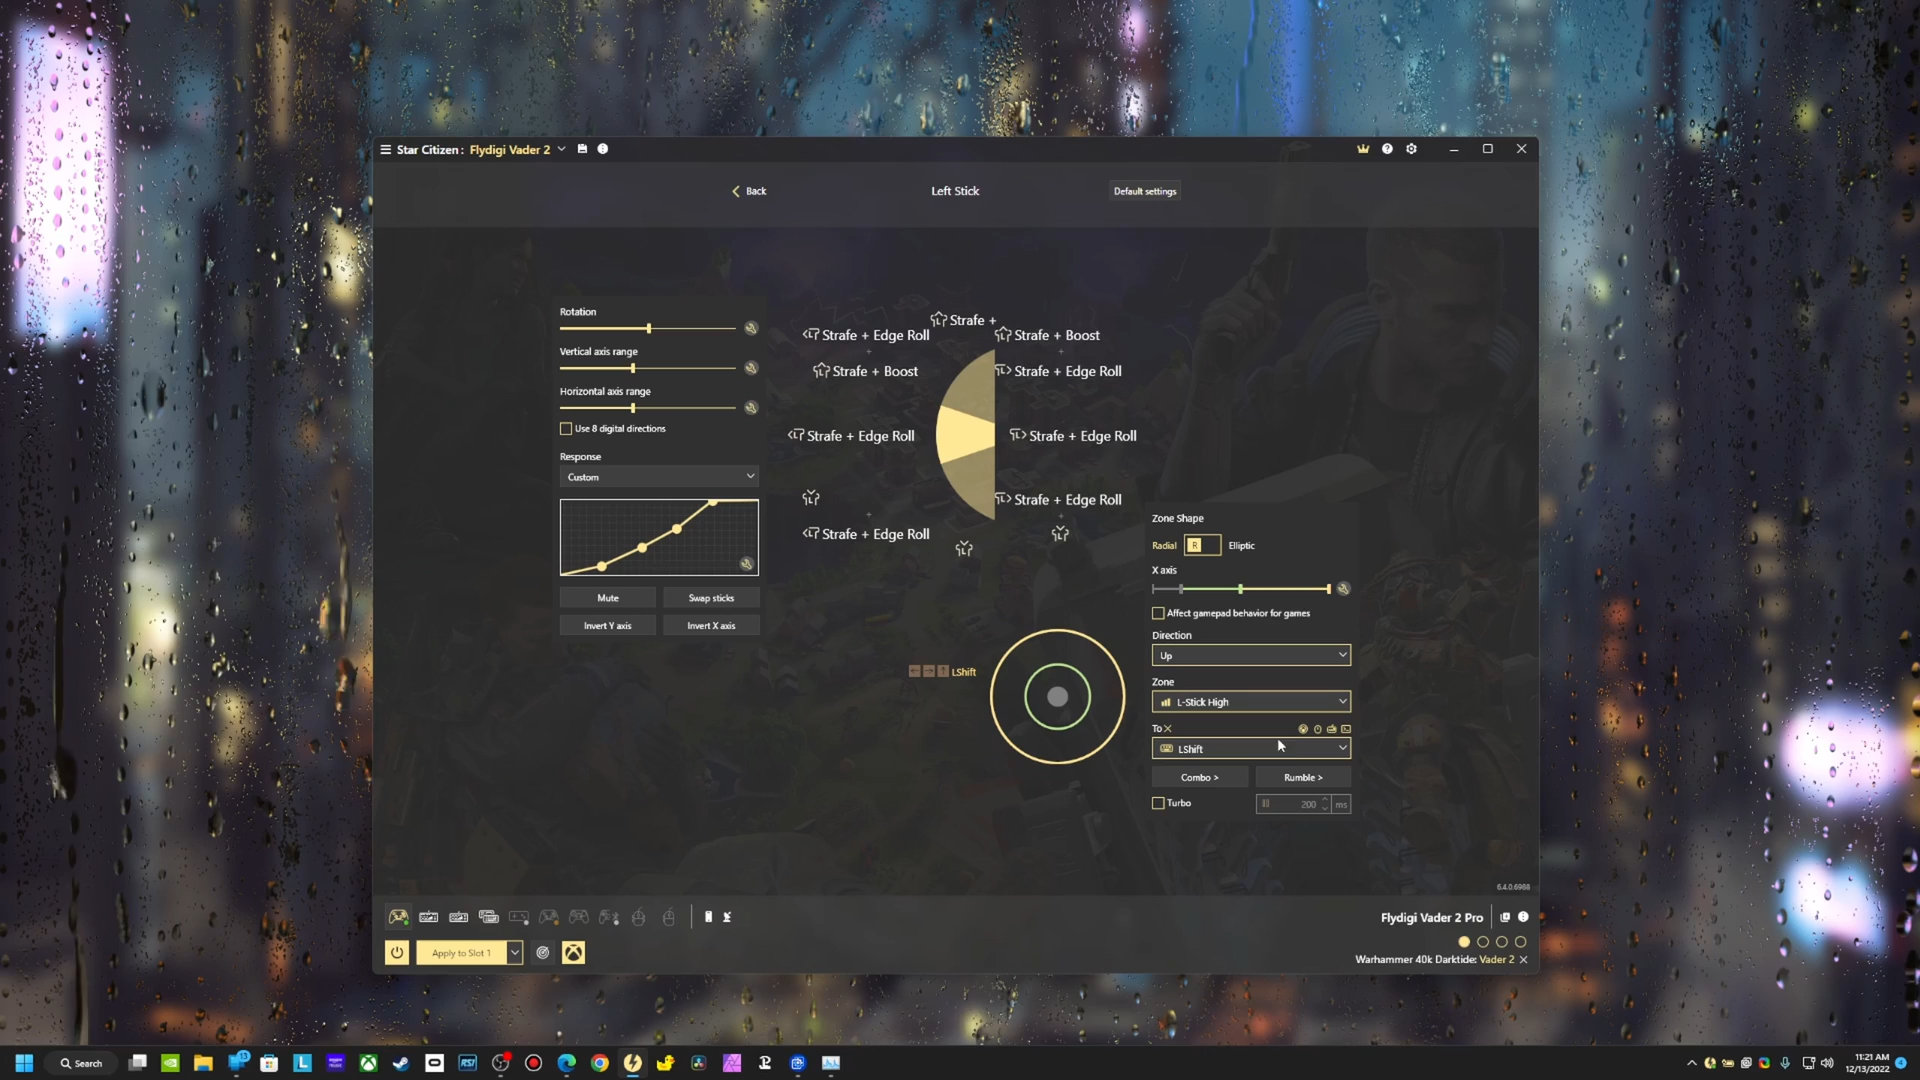 Star Citizen: Flydigi Vader 2
Back
Left Stick
Default settings
Rotation
Vertical axis range
Horizontal axis range
Use 8 digital directions
Response
Custom
Mute
Swap sticks
Invert Y axis
Invert X axis
Strafe +
Strafe + Edge Roll
Strafe + Boost
Strafe + Boost
Strafe + Edge Roll
Strafe + Edge Roll
Strafe + Edge Roll
Strafe + Edge Roll
Strafe + Edge Roll
LShift
Zone Shape
Radial
R
Elliptic
X axis
Affect gamepad behavior for games
Direction
Up
Zone
L-Stick High
To
LShift
Combo >
Rumble >
Turbo
200
ms
6.4.0.6988
Flydigi Vader 2 Pro
Apply to Slot 1
Warhammer 40k Darktide: Vader 2
Search
13
L
RSI
11:21 AM
12/13/2022
4